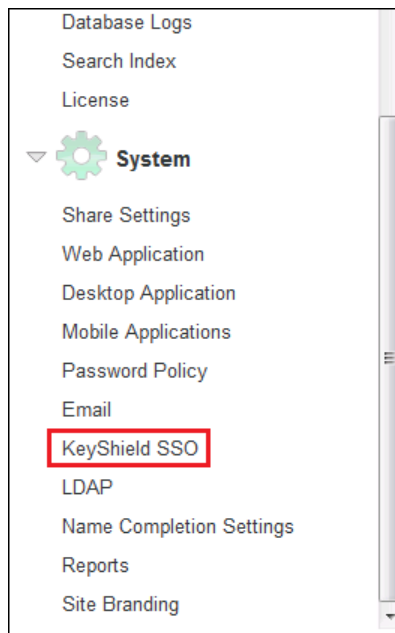 Database Logs
Search Index
License
System
Share Settings
Web Application
Desktop Application
Mobile Applications
Password Policy
Email
KeyShield SSO
LDAP
Name Completion Settings
Reports
Site Branding